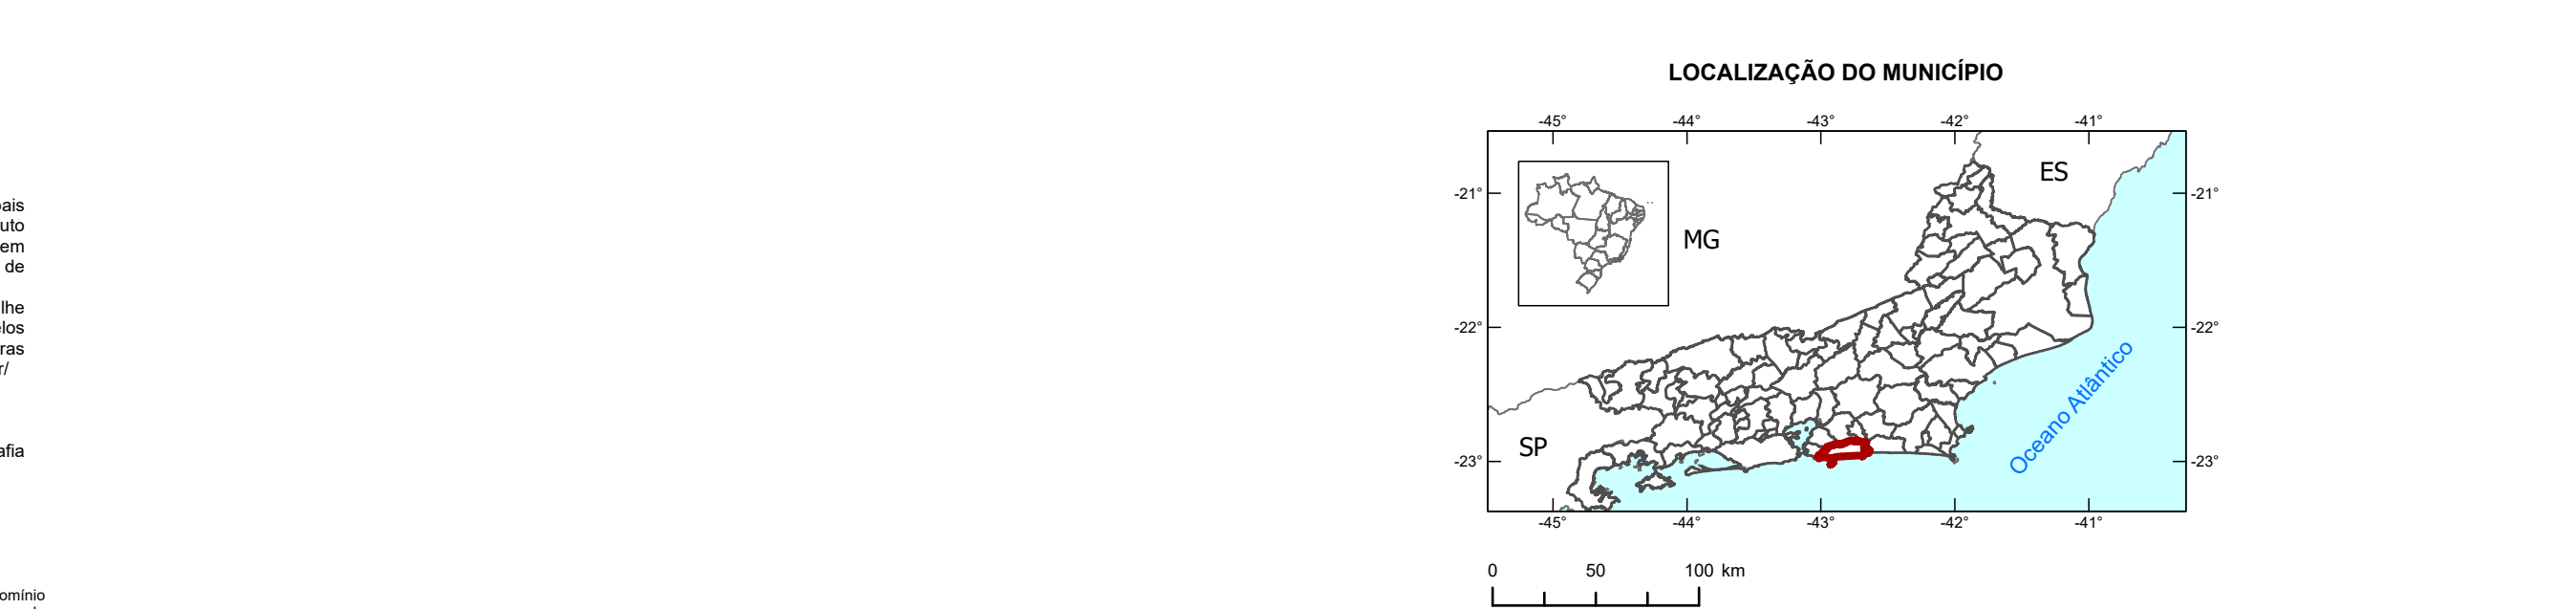 ais
uto
em
de
lhe
elos
ras
r/
afia
omínio
LOCALIZAÇÃO DO MUNICÍPIO
-45° -44° -43° -42° -41°
ES
-21° -21°
MG
-22° -22°
Oceano Atlântico
SP
-23° -23°
-45° -44° -43° -42° -41°
0 50 100 km